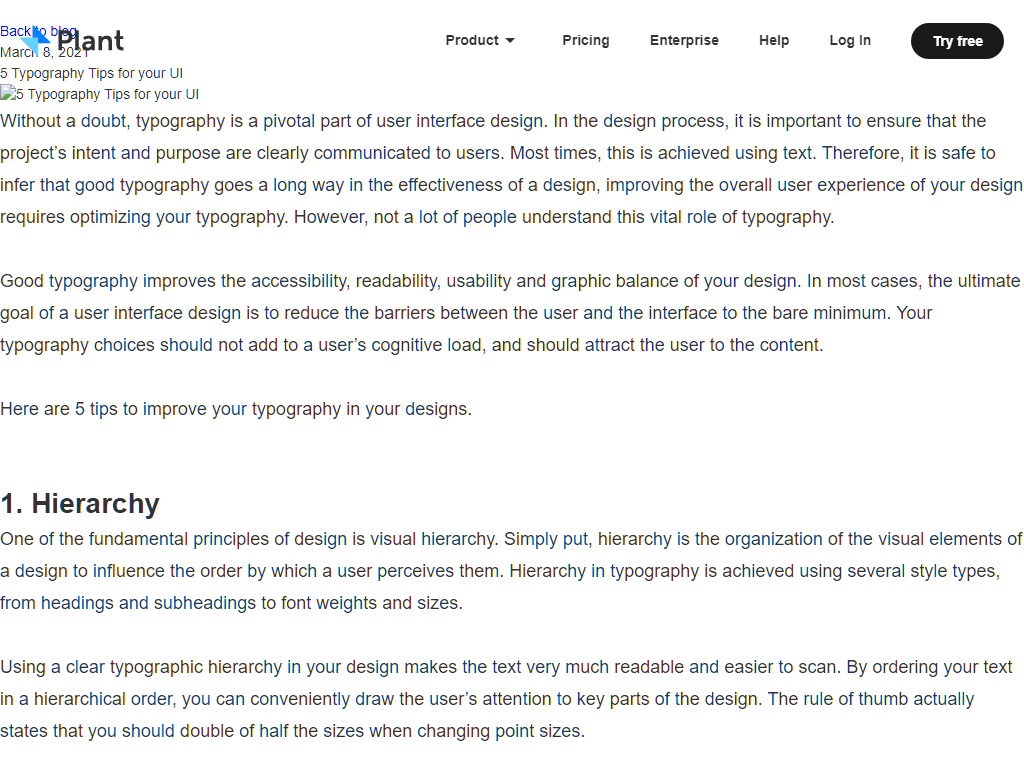 Back to blog
Plant
Product
Pricing
Enterprise
Help
Log In
Try free
March 8, 2021
5 Typography Tips for your UI
5 Typography Tips for your UI
Without a doubt, typography is a pivotal part of user interface design. In the design process, it is important to ensure that the
project’s intent and purpose are clearly communicated to users. Most times, this is achieved using text. Therefore, it is safe to
infer that good typography goes a long way in the effectiveness of a design, improving the overall user experience of your design
requires optimizing your typography. However, not a lot of people understand this vital role of typography.
Good typography improves the accessibility, readability, usability and graphic balance of your design. In most cases, the ultimate
goal of a user interface design is to reduce the barriers between the user and the interface to the bare minimum. Your
typography choices should not add to a user’s cognitive load, and should attract the user to the content.
Here are 5 tips to improve your typography in your designs.
1. Hierarchy
One of the fundamental principles of design is visual hierarchy. Simply put, hierarchy is the organization of the visual elements of
a design to influence the order by which a user perceives them. Hierarchy in typography is achieved using several style types,
from headings and subheadings to font weights and sizes.
Using a clear typographic hierarchy in your design makes the text very much readable and easier to scan. By ordering your text
in a hierarchical order, you can conveniently draw the user’s attention to key parts of the design. The rule of thumb actually
states that you should double of half the sizes when changing point sizes.